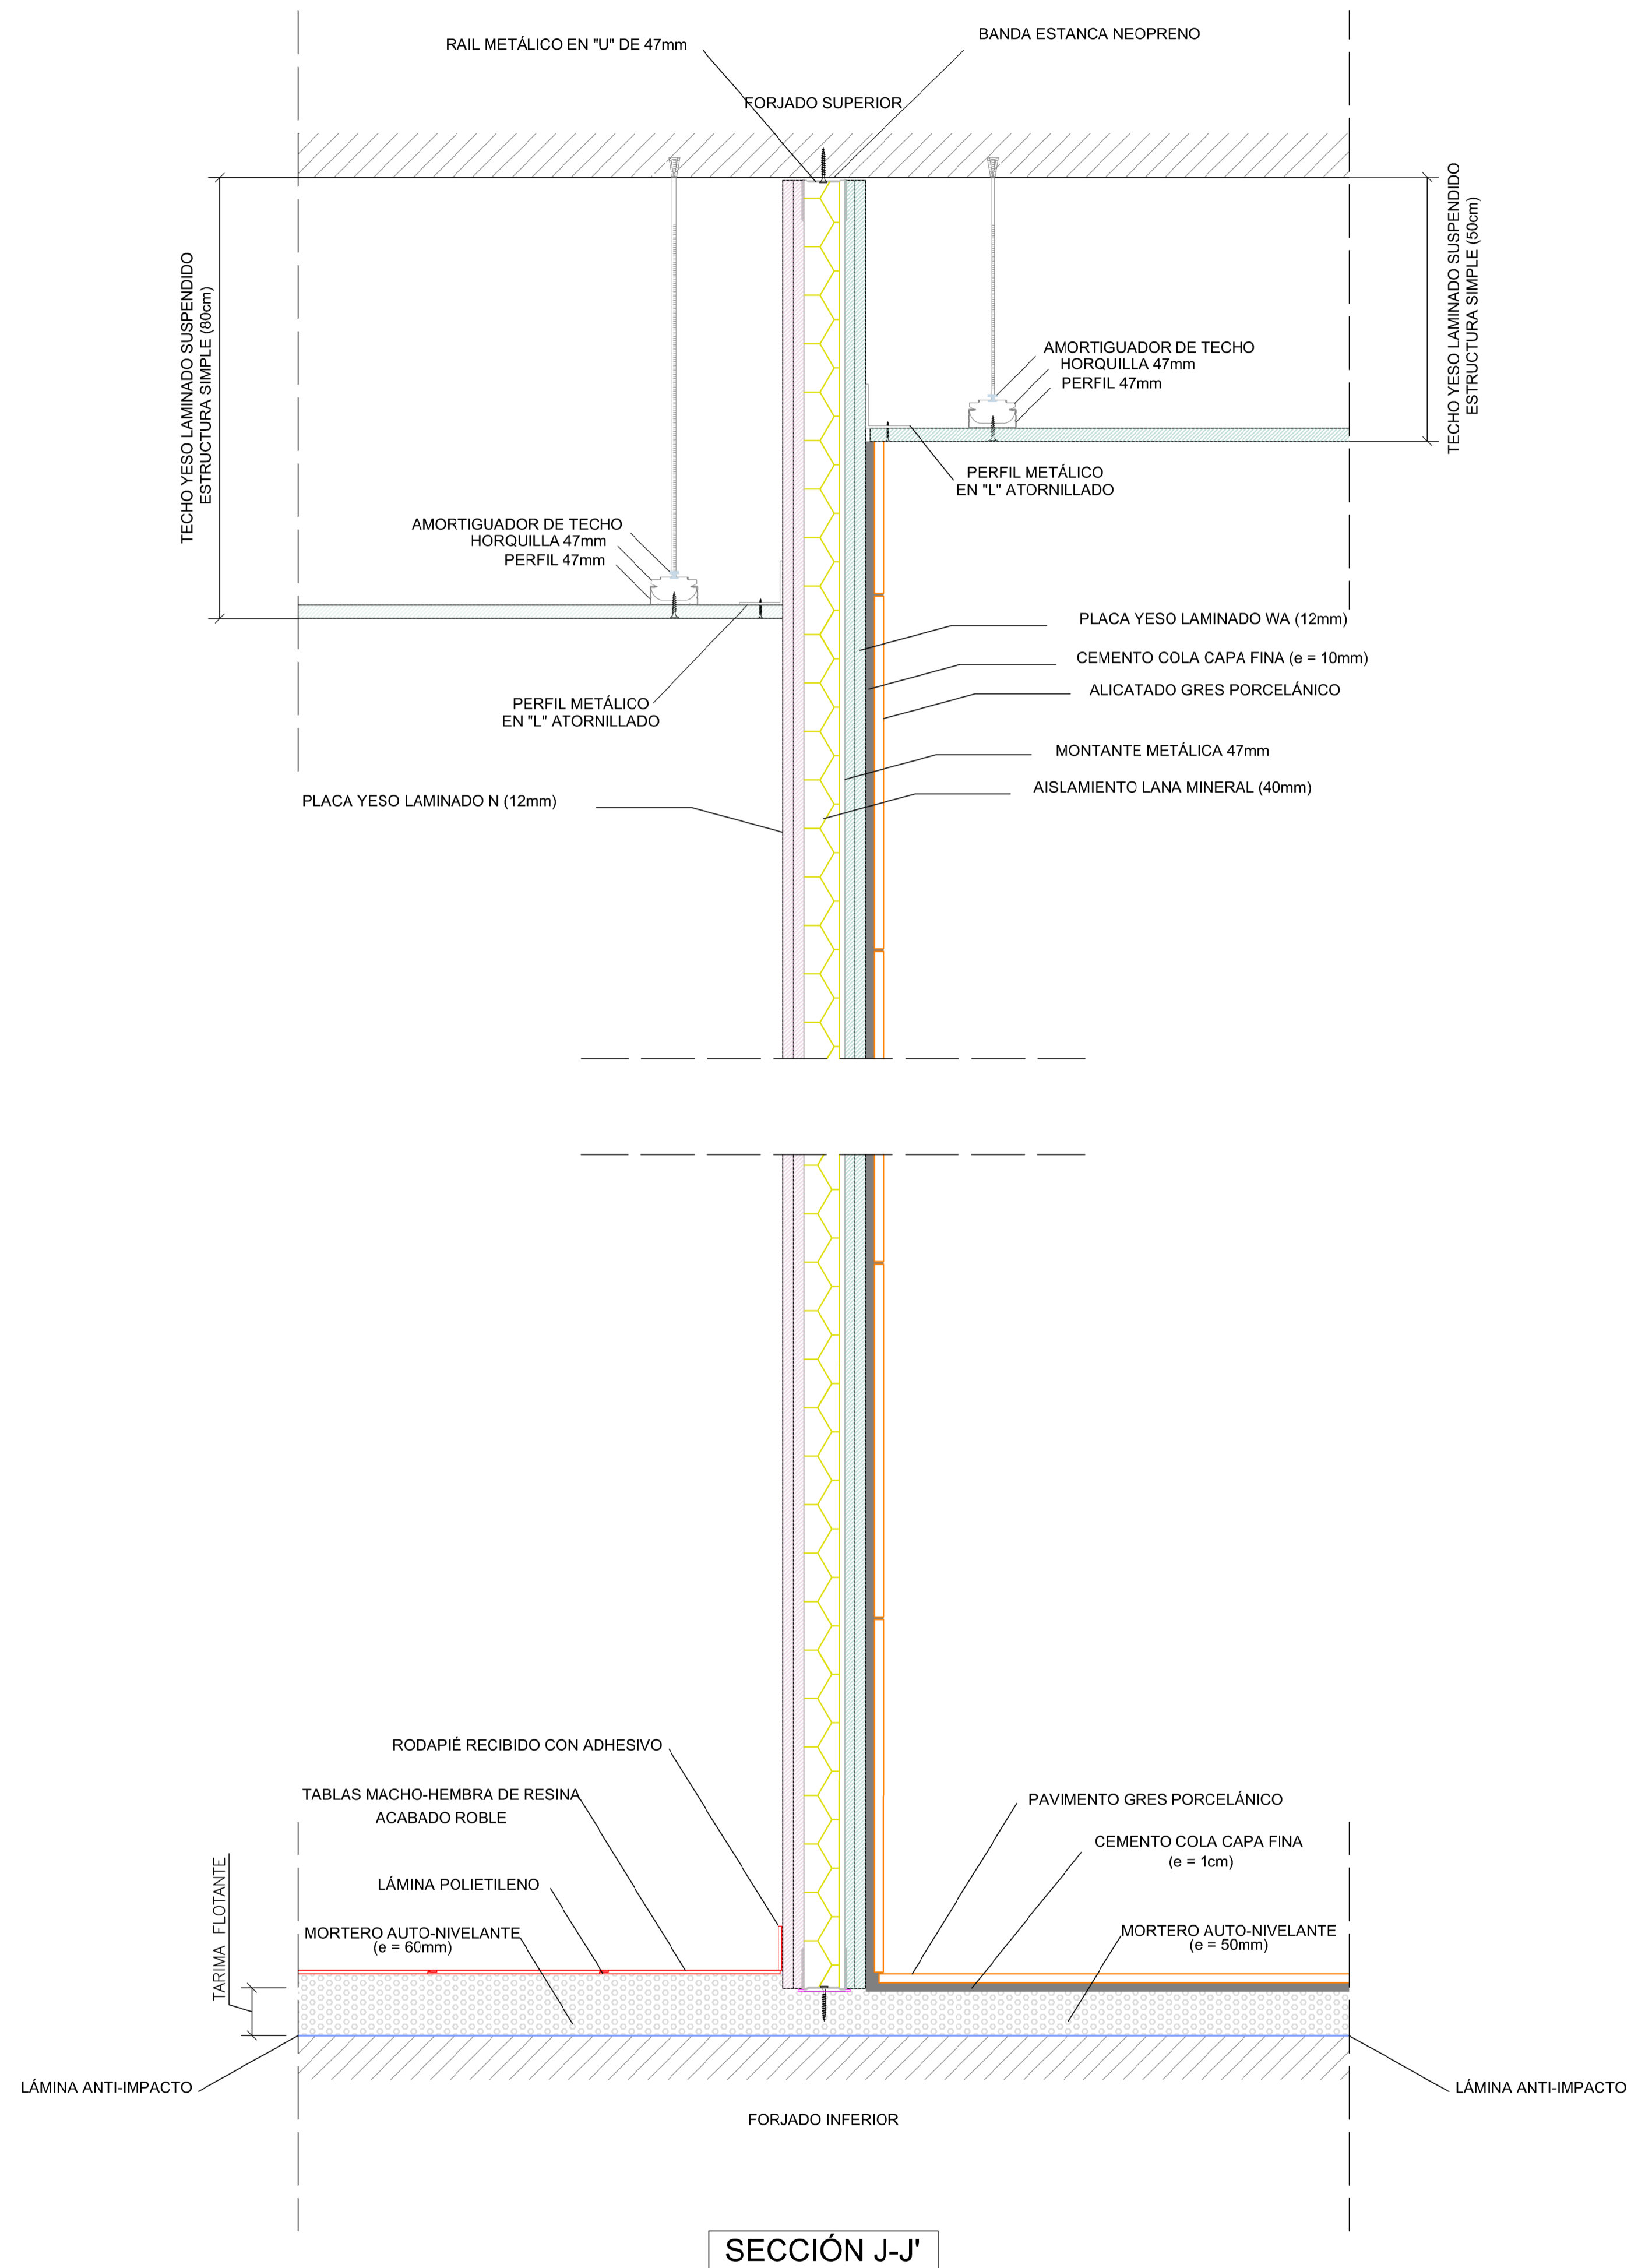 RAIL METÁLICO EN "U" DE 47mm
BANDA ESTANCA NEOPRENO
FORJADO SUPERIOR
TECHO YESO LAMINADO SUSPENDIDO
ESTRUCTURA SIMPLE (80cm)
TECHO YESO LAMINADO SUSPENDIDO
ESTRUCTURA SIMPLE (50cm)
AMORTIGUADOR DE TECHO
HORQUILLA 47mm
PERFIL 47mm
PERFIL METÁLICO
EN "L" ATORNILLADO
AMORTIGUADOR DE TECHO
HORQUILLA 47mm
PERFIL 47mm
PERFIL METÁLICO
EN "L" ATORNILLADO
PLACA YESO LAMINADO WA (12mm)
CEMENTO COLA CAPA FINA (e = 10mm)
ALICATADO GRES PORCELÁNICO
MONTANTE METÁLICA 47mm
AISLAMIENTO LANA MINERAL (40mm)
PLACA YESO LAMINADO N (12mm)
RODAPIÉ RECIBIDO CON ADHESIVO
TABLAS MACHO-HEMBRA DE RESINA
ACABADO ROBLE
LÁMINA POLIETILENO
MORTERO AUTO-NIVELANTE
(e = 60mm)
TARIMA FLOTANTE
PAVIMENTO GRES PORCELÁNICO
CEMENTO COLA CAPA FINA
(e = 1cm)
MORTERO AUTO-NIVELANTE
(e = 50mm)
LÁMINA ANTI-IMPACTO
LÁMINA ANTI-IMPACTO
FORJADO INFERIOR
SECCIÓN J-J'